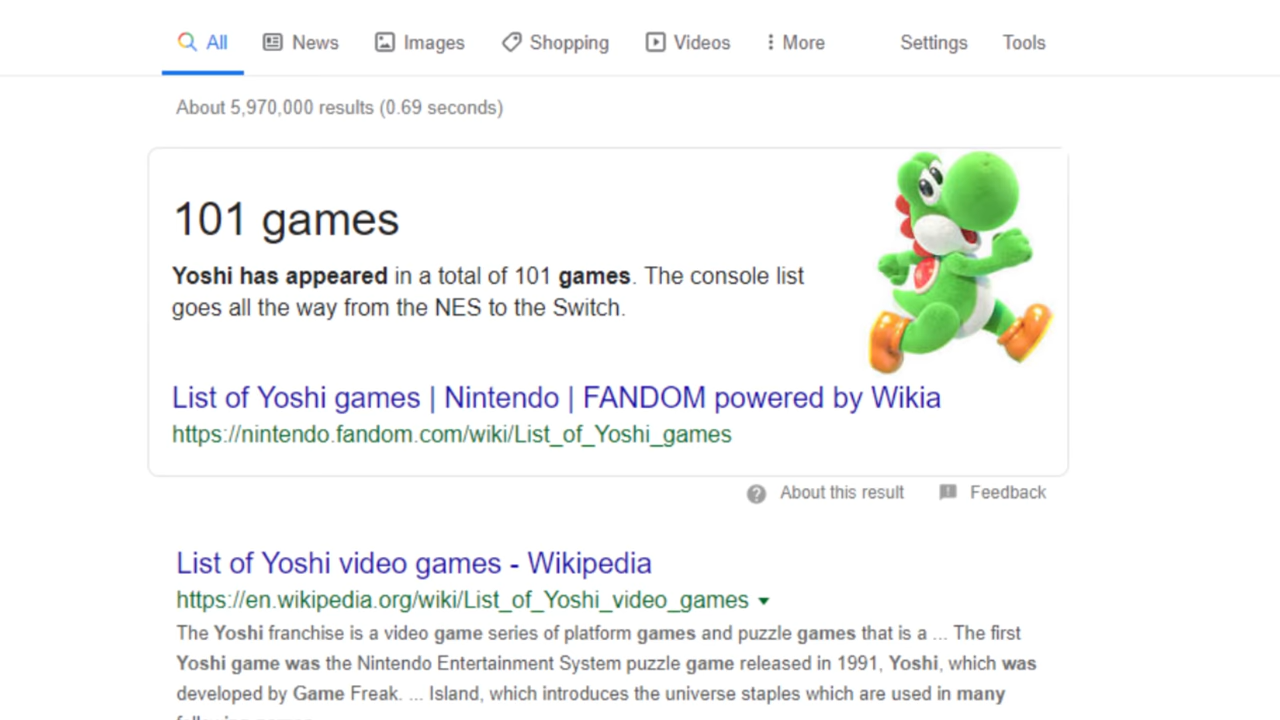 All News Images Shopping Videos More Settings Tools
About 5,970,000 results (0.69 seconds)
101 games
Yoshi has appeared in a total of 101 games. The console list
goes all the way from the NES to the Switch.
List of Yoshi games | Nintendo | FANDOM powered by Wikia
https://nintendo.fandom.com/wiki/List_of_Yoshi_games
About this result Feedback
List of Yoshi video games - Wikipedia
https://en.wikipedia.org/wiki/List_of_Yoshi_video_games
The Yoshi franchise is a video game series of platform games and puzzle games that is a ... The first
Yoshi game was the Nintendo Entertainment System puzzle game released in 1991, Yoshi, which was
developed by Game Freak. ... Island, which introduces the universe staples which are used in many